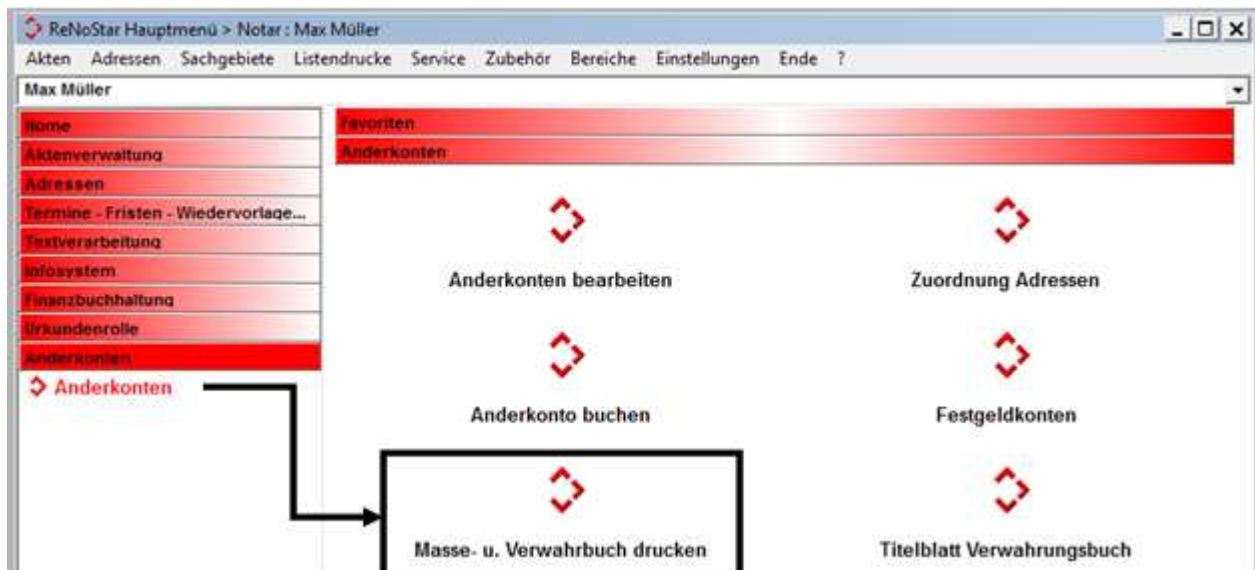 ReNoStar Hauptmenü > Notar : Max Müller
Akten Adressen Sachgebiete Listendrucke Service Zubehör Bereiche Einstellungen Ende ?
Max Müller
Home
Aktenverwaltung
Adressen
Termine - Fristen - Wiedervorlage...
Textverarbeitung
Infosystem
Finanzbuchhaltung
Urkundenrolle
Anderkonten
Anderkonten
Favoriten
Anderkonten
Anderkonten bearbeiten
Zuordnung Adressen
Anderkonto buchen
Festgeldkonten
Masse- u. Verwahrbuch drucken
Titelblatt Verwahrungsbuch